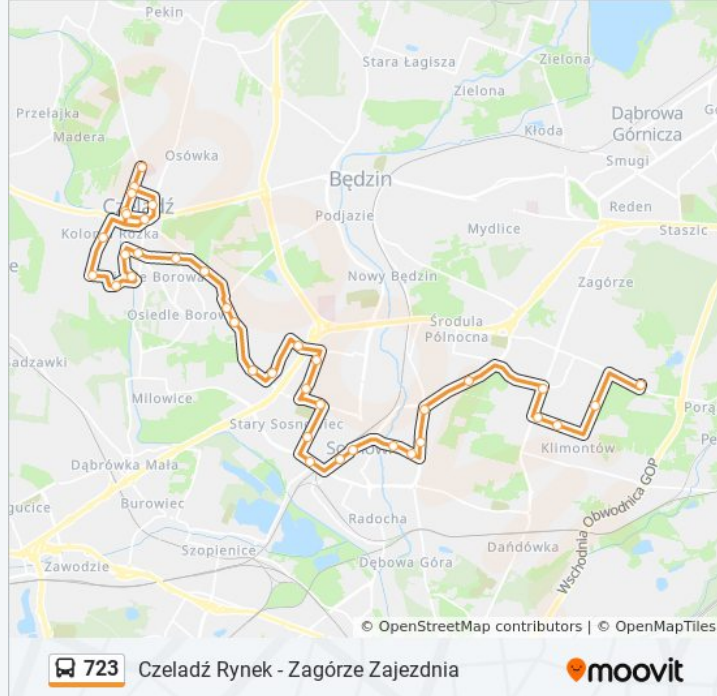 Pekin
Stara Łagisza
Zielona
Zielona
Przełajka
Madera
Osówka
Dąbrowa
Górnicza
Kłoda
Smugi
Będzin
Czeladź
Podjazie
Reden
Staszic
Mydlice
Nowy Będzin
Zagórze
Osiedle Borowa
Środula
Północna
Milowice
Stary Sosnowiec
Klimontów
Dąbrówka Mała
Burowiec
Radocha
Szopienice
Dańdówka
Zawodzie
Dębowa Góra
Wschodnia Obwodnica GOP
© OpenStreetMap contributors | © OpenMapTiles
723 Czeladź Rynek - Zagórze Zajezdnia
moovit